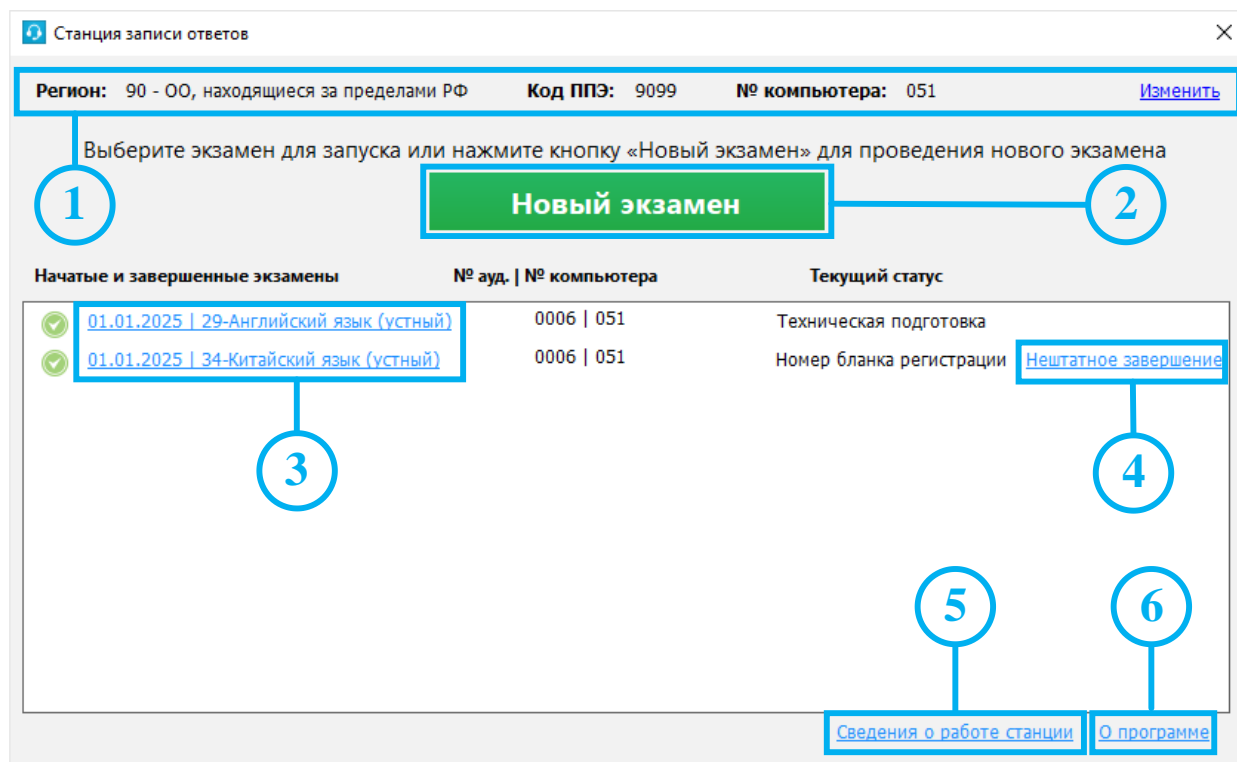 Станция записи ответов
Регион: 90 - ОО, находящиеся за пределами РФ Код ППЭ: 9099 № компьютера: 051 Изменить
Выберите экзамен для запуска или нажмите кнопку «Новый экзамен» для проведения нового экзамена
1 Новый экзамен 2
Начатые и завершенные экзамены № ауд. | № компьютера Текущий статус
01.01.2025 | 29-Английский язык (устный) 0006 | 051 Техническая подготовка
01.01.2025 | 34-Китайский язык (устный) 0006 | 051 Номер бланка регистрации Нештатное завершение
3 4
5 6
Сведения о работе станции О программе